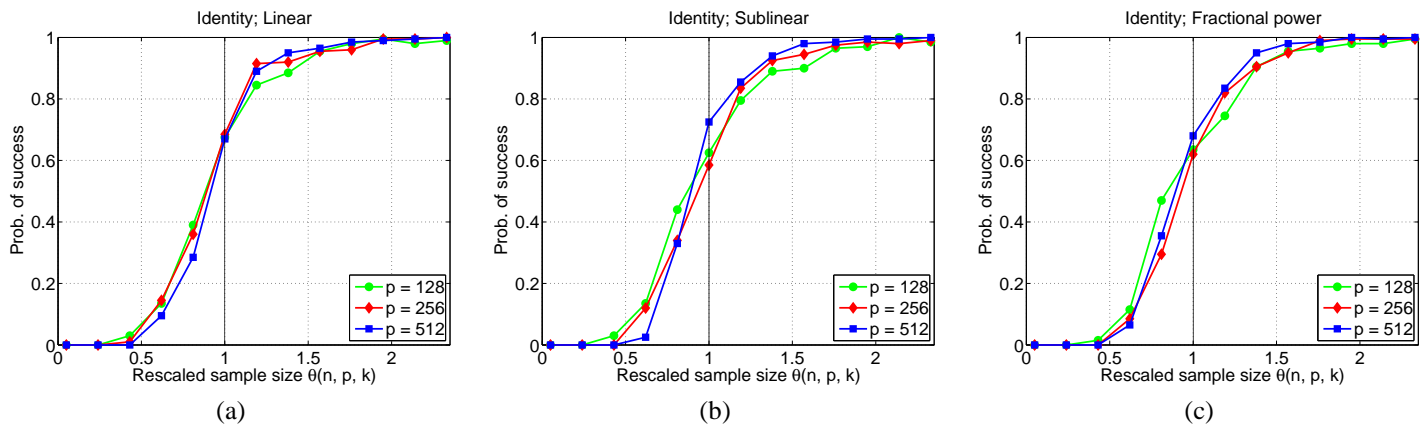 Identity; Linear
Prob. of success
1
0.8
0.6
0.4
0.2
0
0
0.5
1
1.5
2
p = 128
p = 256
p = 512
Rescaled sample size θ(n, p, k)
(a)
Identity; Sublinear
Prob. of success
1
0.8
0.6
0.4
0.2
0
0
0.5
1
1.5
2
p = 128
p = 256
p = 512
Rescaled sample size θ(n, p, k)
(b)
Identity; Fractional power
Prob. of success
1
0.8
0.6
0.4
0.2
0
0
0.5
1
1.5
2
p = 128
p = 256
p = 512
Rescaled sample size θ(n, p, k)
(c)